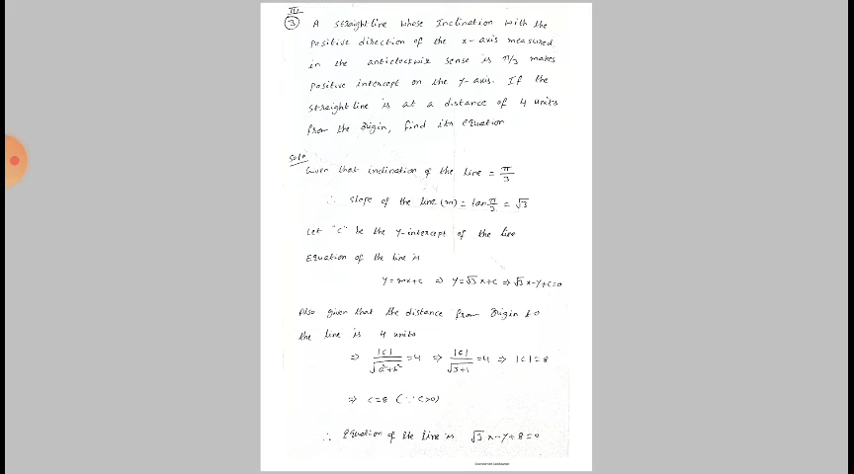 III
3 A straight line whose Inclination with the
positive direction of the x-axis measured
in the anticlockwise sense is π/3 makes
positive intercept on the y-axis. If the
straight line is at a distance of 4 units
from the origin, find its equation
Soln
Given that inclination of the line = π/3
∴ slope of the line (m) = tan π/3 = √3
Let "c" be the y-intercept of the line
Equation of the line is
y = mx+c ⇒ y = √3 x+c ⇒ √3 x-y+c=0
Also given that the distance from origin to
the line is 4 units
⇒ |c|/√(a²+b²) = 4 ⇒ |c|/√(3+1) = 4 ⇒ |c| = 8
⇒ c=8 (∵ c>0)
∴ Equation of the line is √3 x-y+8=0